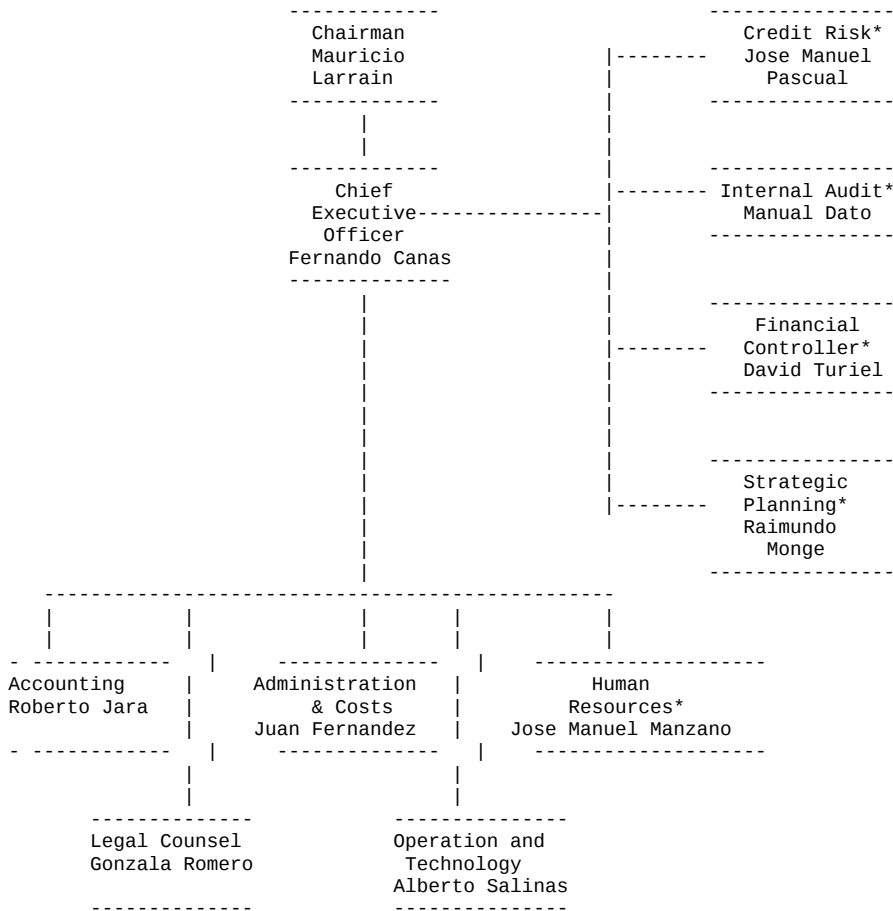 Chairman
Mauricio
Larrain
Credit Risk*
Jose Manuel
Pascual
Chief
Executive
Officer
Fernando Canas
Internal Audit*
Manual Dato
Financial
Controller*
David Turiel
Strategic
Planning*
Raimundo
Monge
Accounting
Roberto Jara
Administration
& Costs
Juan Fernandez
Human
Resources*
Jose Manuel Manzano
Legal Counsel
Gonzala Romero
Operation and
Technology
Alberto Salinas